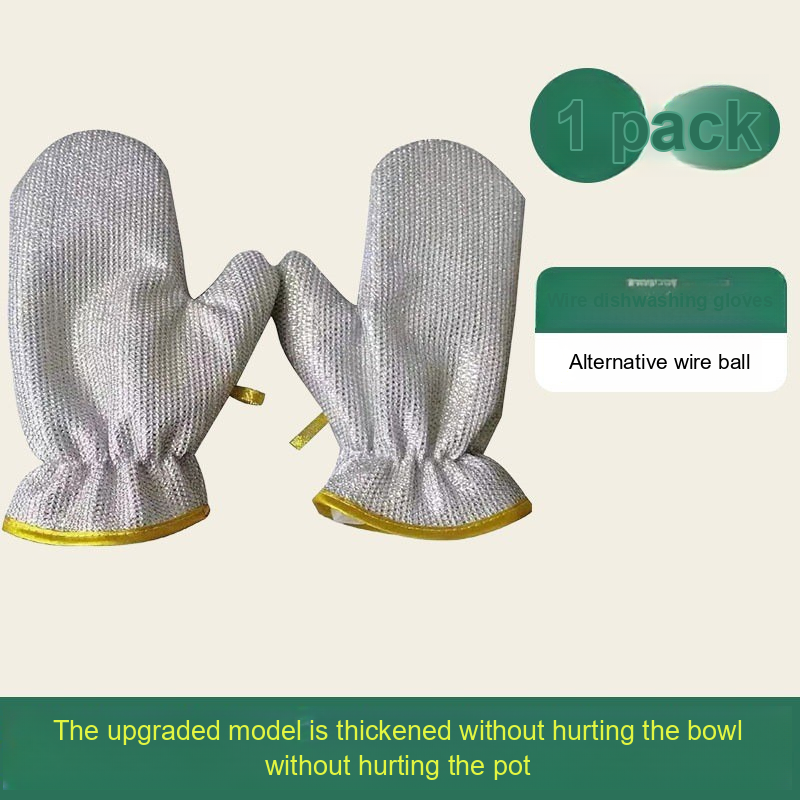 1 pack
Wire dishwashing gloves
Alternative wire ball
The upgraded model is thickened without hurting the bowl
without hurting the pot